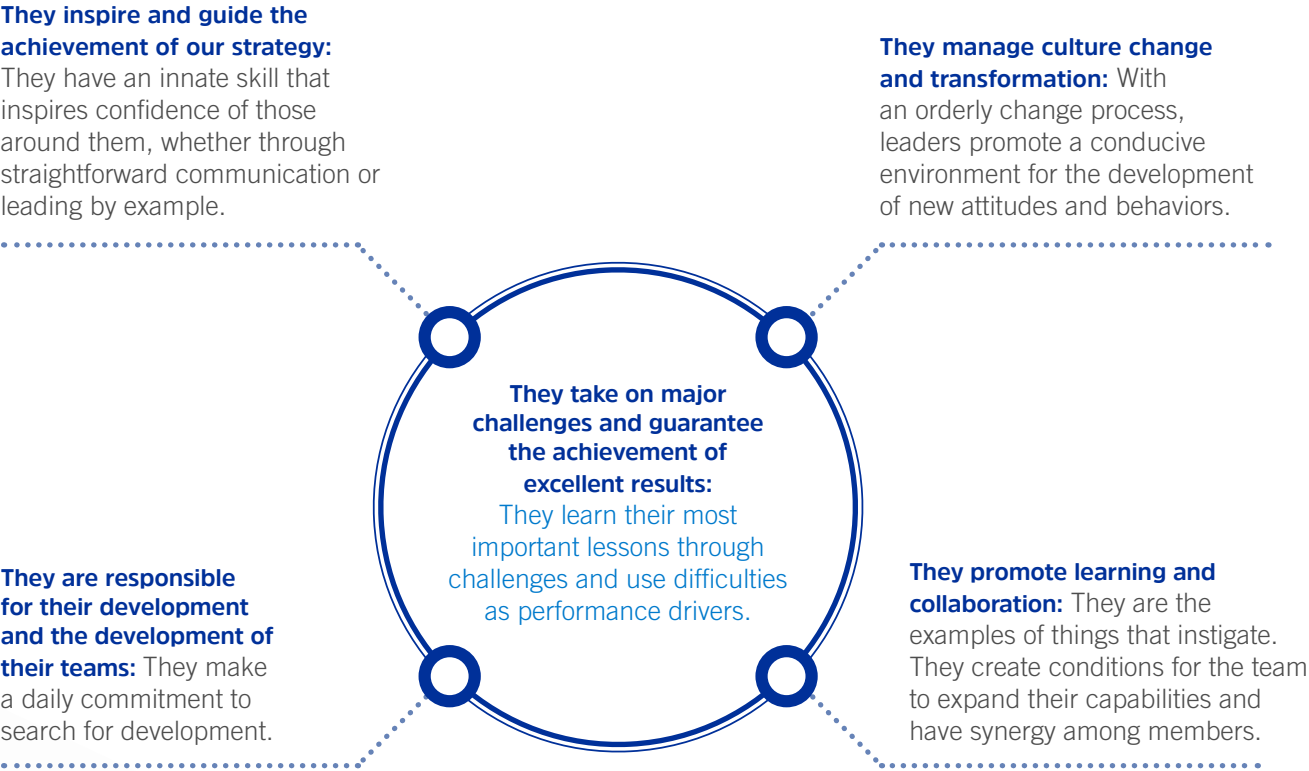 They inspire and guide the
achievement of our strategy:
They have an innate skill that
inspires confidence of those
around them, whether through
straightforward communication or
leading by example.
They manage culture change
and transformation: With
an orderly change process,
leaders promote a conducive
environment for the development
of new attitudes and behaviors.
They take on major
challenges and guarantee
the achievement of
excellent results:
They learn their most
important lessons through
challenges and use difficulties
as performance drivers.
They are responsible
for their development
and the development of
their teams: They make
a daily commitment to
search for development.
They promote learning and
collaboration: They are the
examples of things that instigate.
They create conditions for the team
to expand their capabilities and
have synergy among members.